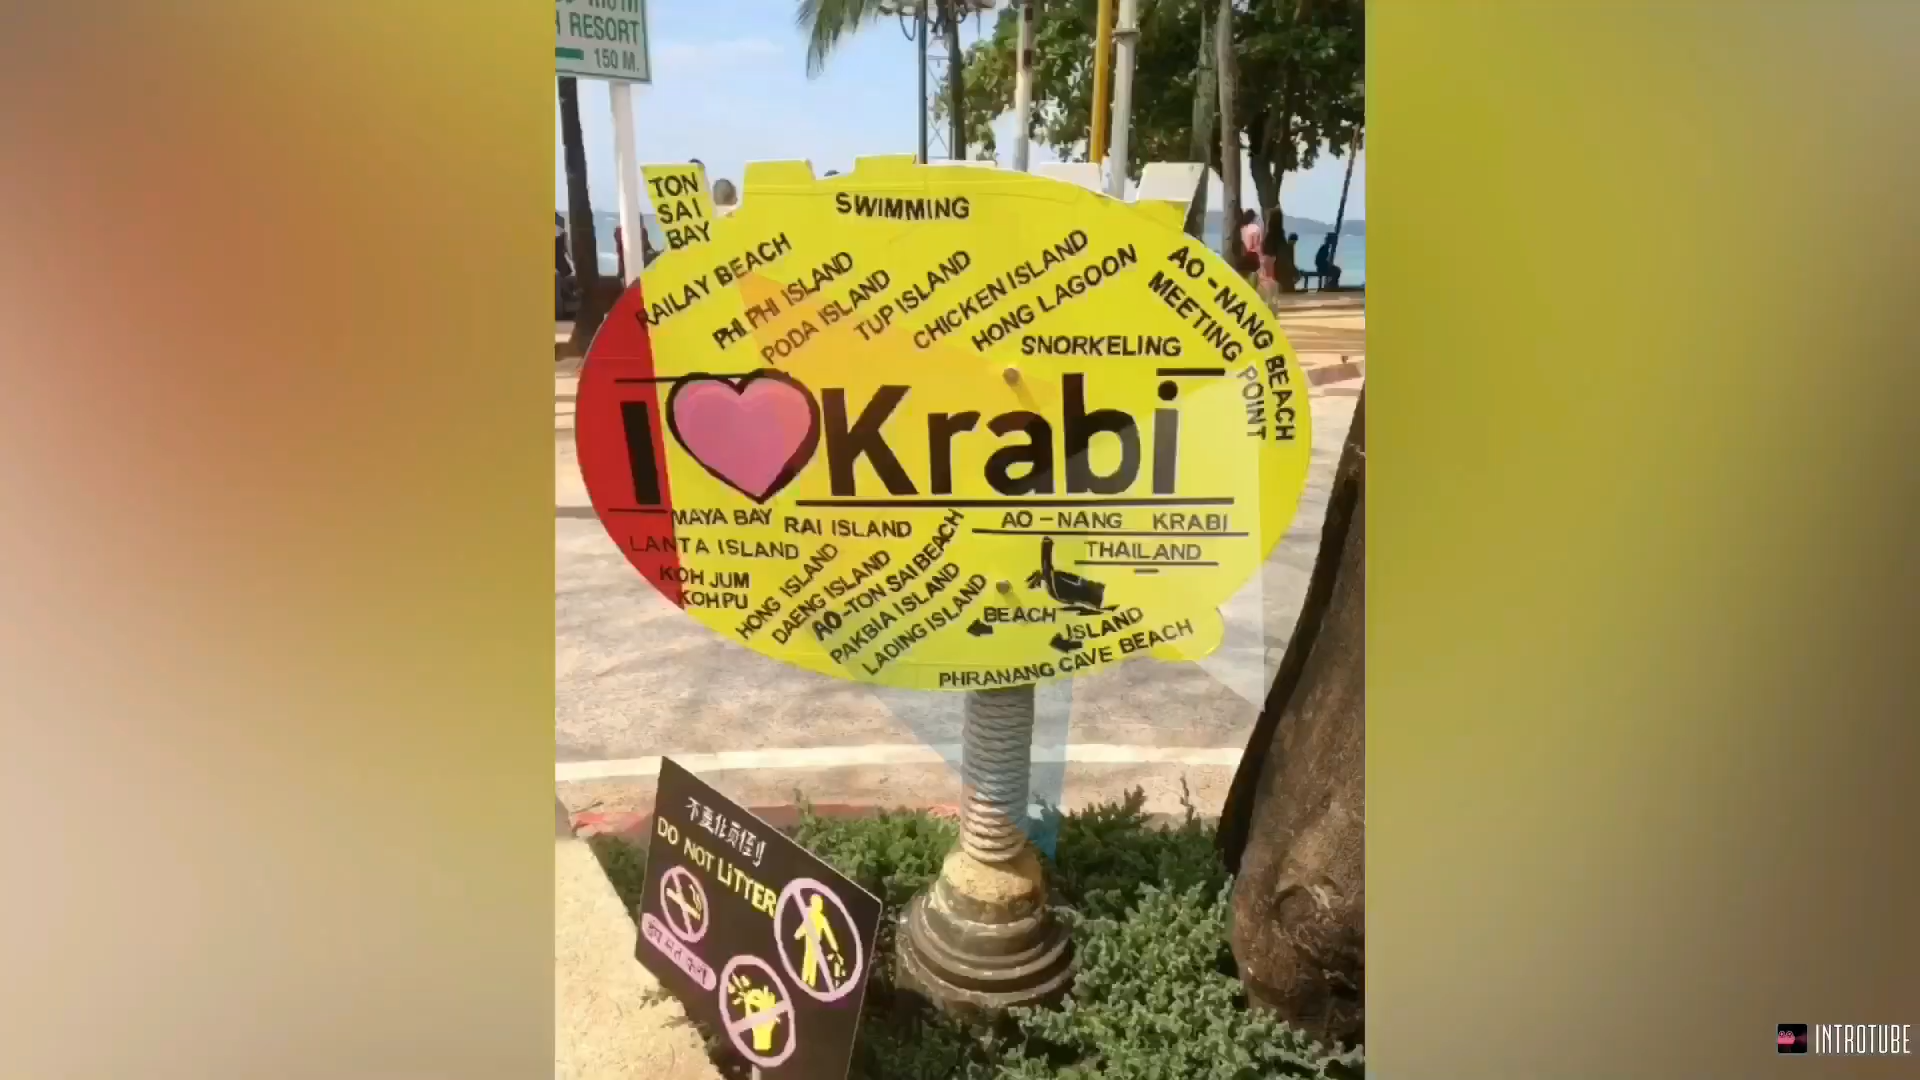 RESORT
150 M.
TON
SAI
BAY
SWIMMING
RAILAY BEACH
PHI PHI ISLAND
PODA ISLAND
TUP ISLAND
CHICKEN ISLAND
HONG LAGOON
AO-NANG BEACH
MEETING POINT
SNORKELING
I Krabi
MAYA BAY
RAI ISLAND
AO-NANG KRABI
LANTA ISLAND
THAILAND
KOH JUM
KOH PU
HONG ISLAND
DAENG ISLAND
AO-TON SAI BEACH
PAKBIA ISLAND
LADING ISLAND
BEACH
ISLAND
PHRANANG CAVE BEACH
DO NOT LiTTER
INTROTUBE